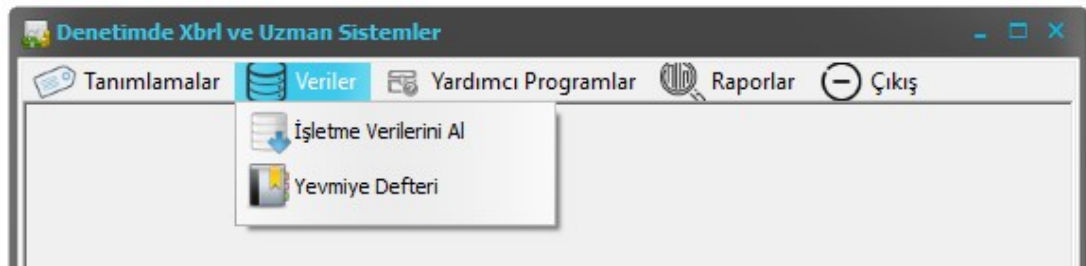 Denetimde Xbrl ve Uzman Sistemler
Tanımlamalar Veriler Yardımcı Programlar Raporlar Çıkış
İşletme Verilerini Al
Yevmiye Defteri